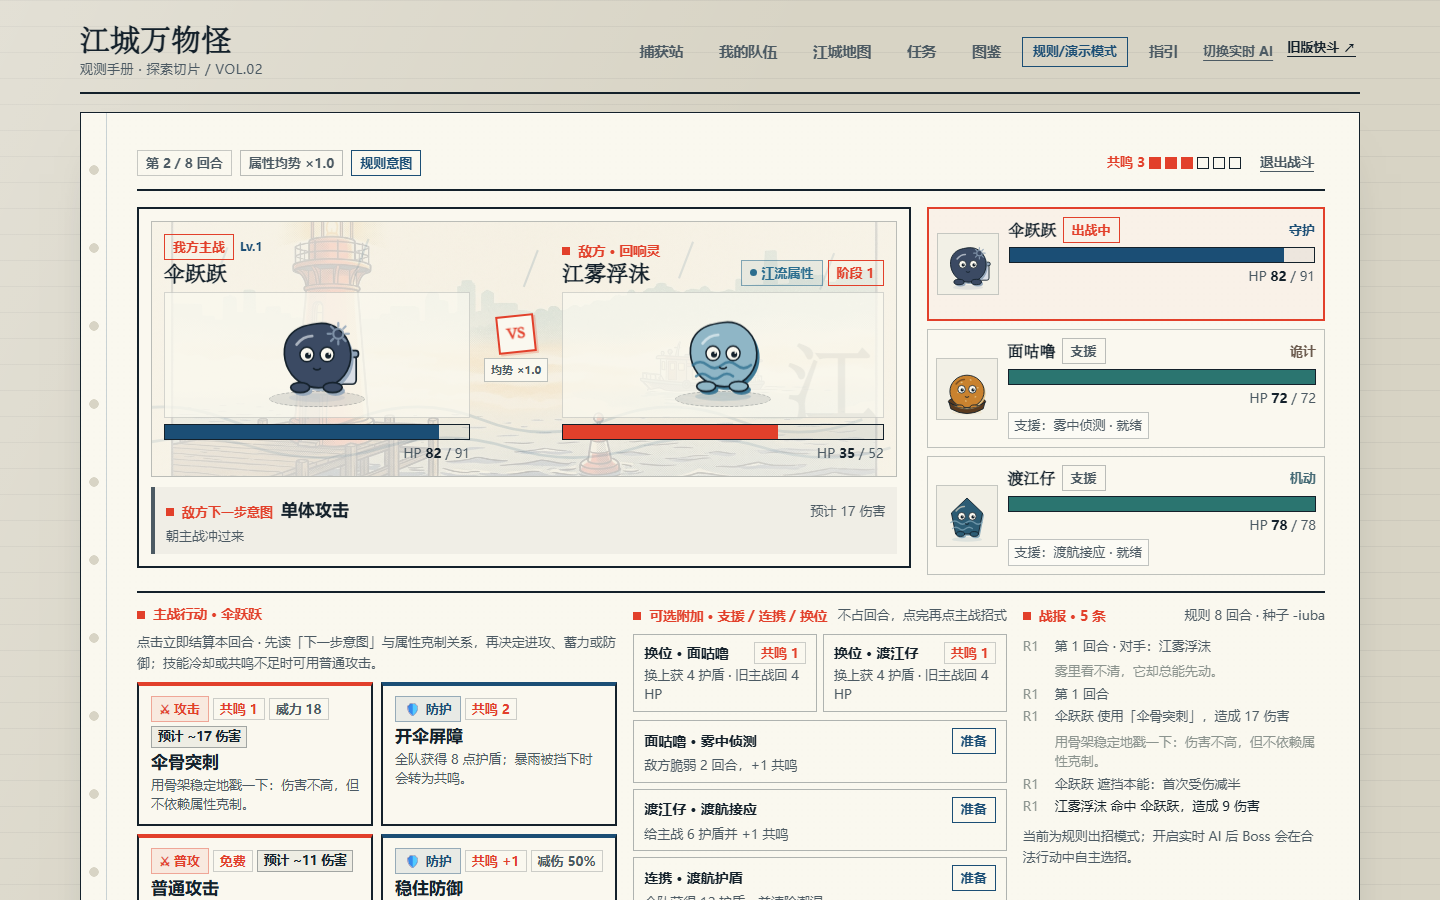 江城万物怪
观测手册 · 探索切片 / VOL.02
捕获站 我的队伍 江城地图 任务 图鉴 规则/演示模式 指引 切换实时 AI 旧版快斗 ↗
第 2 / 8 回合 属性均势 ×1.0 规则意图
共鸣 3 退出战斗
我方主战 Lv.1
伞跃跃
敌方 • 回响灵
江雾浮沫 江流属性 阶段 1
VS
均势 ×1.0
江
HP 82 / 91
HP 35 / 52
敌方下一步意图 单体攻击 预计 17 伤害
朝主战冲过来
伞跃跃 出战中 守护
HP 82 / 91
面咕噜 支援 诡计
HP 72 / 72
支援：雾中侦测 · 就绪
渡江仔 支援 机动
HP 78 / 78
支援：渡航接应 · 就绪
主战行动 • 伞跃跃
点击立即结算本回合 · 先读「下一步意图」与属性克制关系，再决定进攻、蓄力或防
御；技能冷却或共鸣不足时可用普通攻击。
攻击 共鸣 1 威力 18
预计 ~17 伤害
伞骨突刺
用骨架稳定地戳一下：伤害不高，但
不依赖属性克制。
防护 共鸣 2
开伞屏障
全队获得 8 点护盾；暴雨被挡下时
会转为共鸣。
普攻 免费 预计 ~11 伤害
普通攻击
防护 共鸣 +1 减伤 50%
稳住防御
可选附加 • 支援 / 连携 / 换位 不占回合，点完再点主战招式
换位 • 面咕噜 共鸣 1
换上获 4 护盾 · 旧主战回 4
HP
换位 • 渡江仔 共鸣 1
换上获 4 护盾 · 旧主战回 4
HP
面咕噜 • 雾中侦测 准备
敌方脆弱 2 回合，+1 共鸣
渡江仔 • 渡航接应 准备
给主战 6 护盾并 +1 共鸣
连携 • 渡航护盾 准备
战报 • 5 条 规则 8 回合 · 种子 -iuba
R1 第 1 回合 · 对手：江雾浮沫
雾里看不清，它却总能先动。
R1 第 1 回合
R1 伞跃跃 使用「伞骨突刺」，造成 17 伤害
用骨架稳定地戳一下：伤害不高，但不依赖属
性克制。
R1 伞跃跃 遮挡本能：首次受伤减半
R1 江雾浮沫 命中 伞跃跃，造成 9 伤害
当前为规则出招模式；开启实时 AI 后 Boss 会在合
法行动中自主选招。